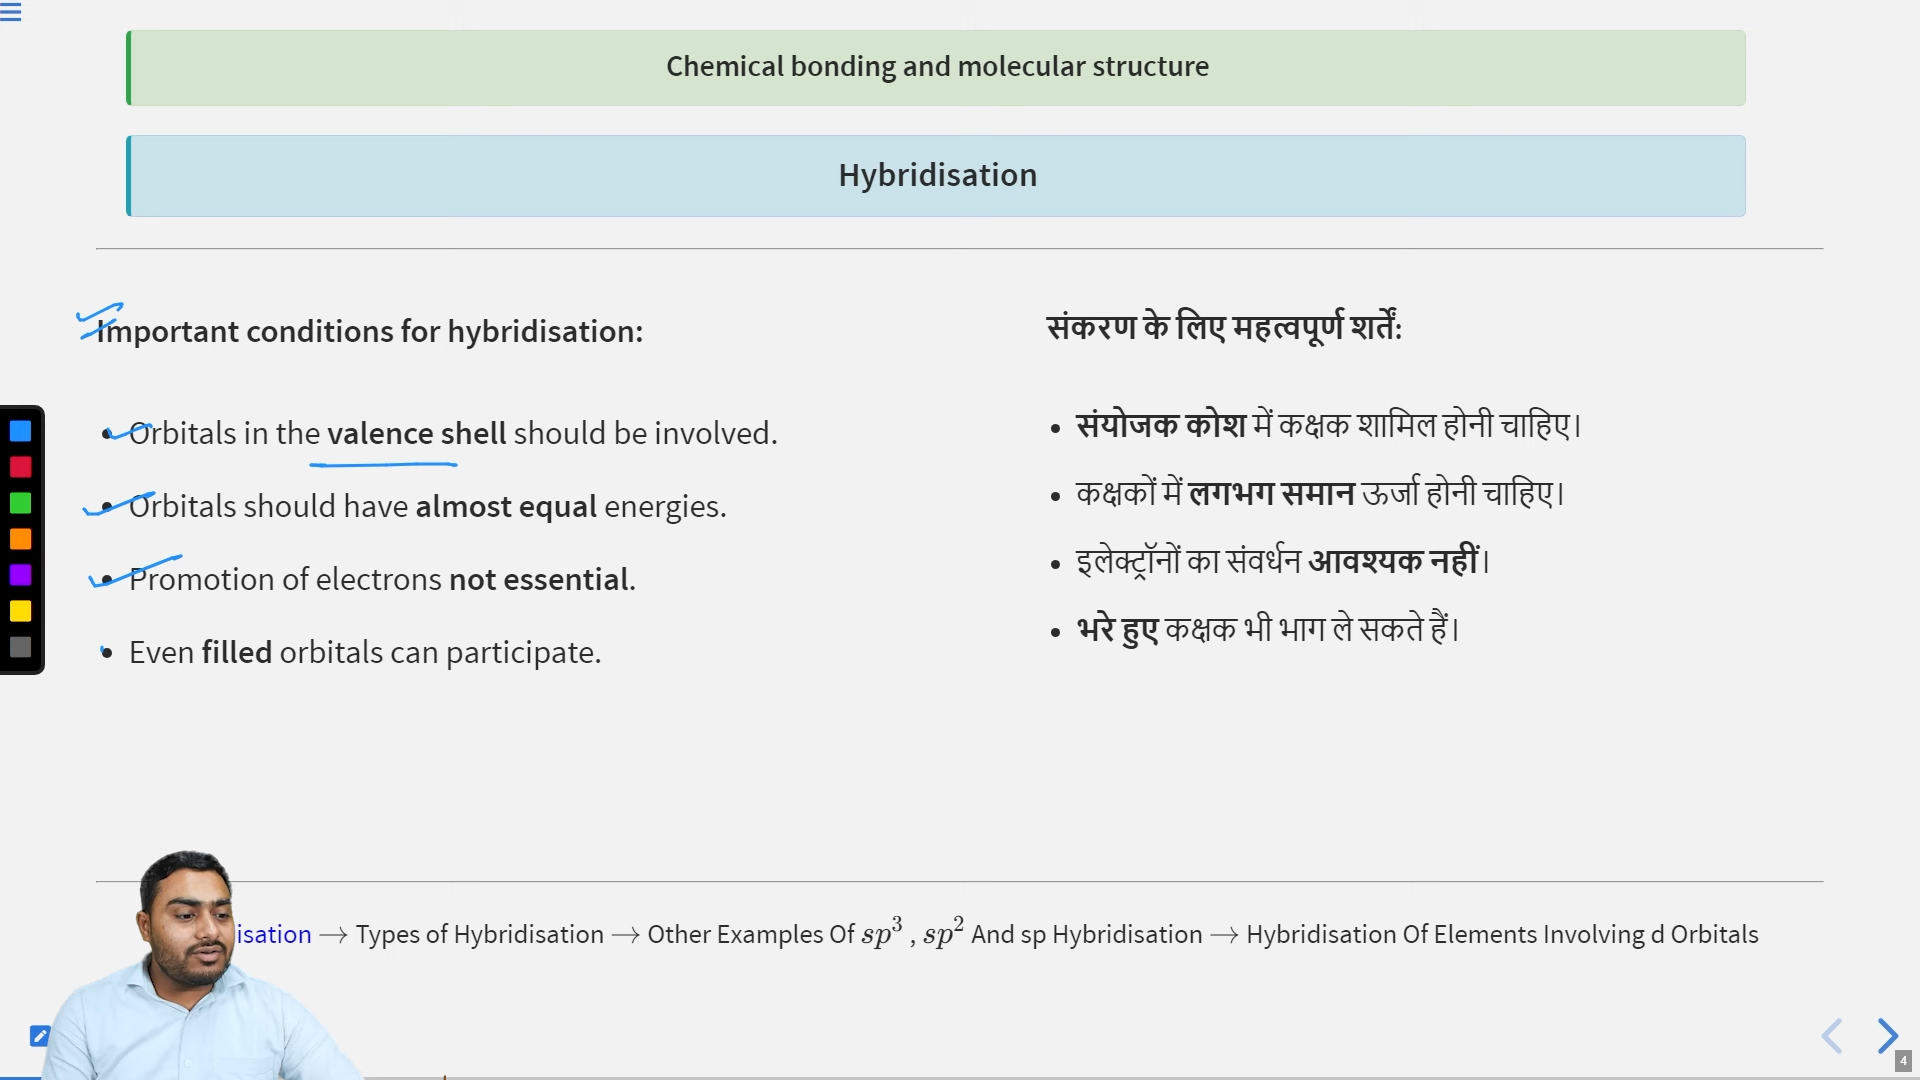 Chemical bonding and molecular structure
Hybridisation
Important conditions for hybridisation:
• Orbitals in the valence shell should be involved.
• Orbitals should have almost equal energies.
• Promotion of electrons not essential.
• Even filled orbitals can participate.
संकरण के लिए महत्वपूर्ण शर्तें:
• संयोजक कोश में कक्षक शामिल होनी चाहिए।
• कक्षकों में लगभग समान ऊर्जा होनी चाहिए।
• इलेक्ट्रॉनों का संवर्धन आवश्यक नहीं।
• भरे हुए कक्षक भी भाग ले सकते हैं।
isation → Types of Hybridisation → Other Examples Of sp³ , sp² And sp Hybridisation → Hybridisation Of Elements Involving d Orbitals
4